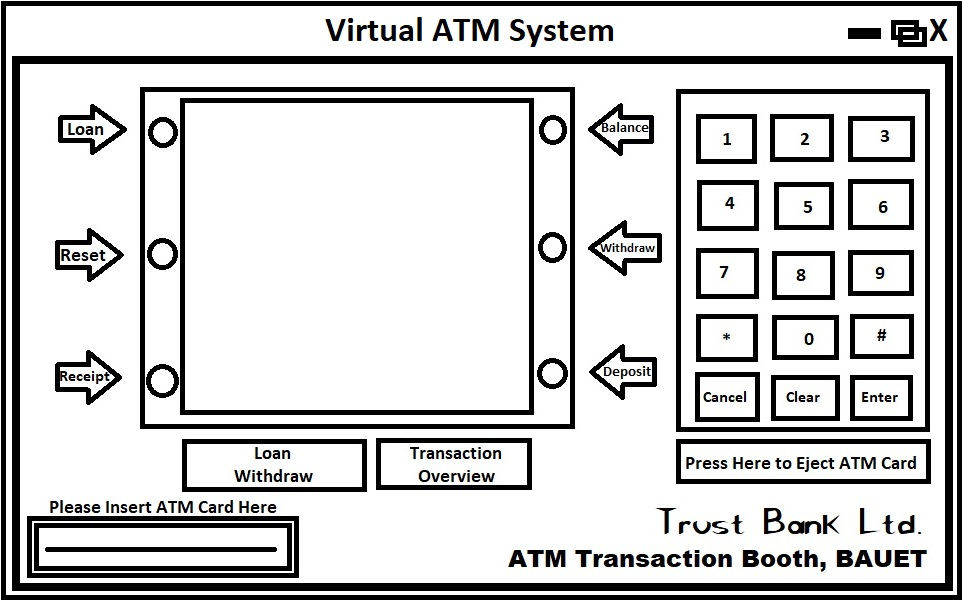 Virtual ATM System
X
Loan
Balance
Reset
Withdraw
Receipt
Deposit
1 2 3
4 5 6
7 8 9
* 0 #
Cancel Clear Enter
Loan
Withdraw
Transaction
Overview
Press Here to Eject ATM Card
Please Insert ATM Card Here
Trust Bank Ltd.
ATM Transaction Booth, BAUET